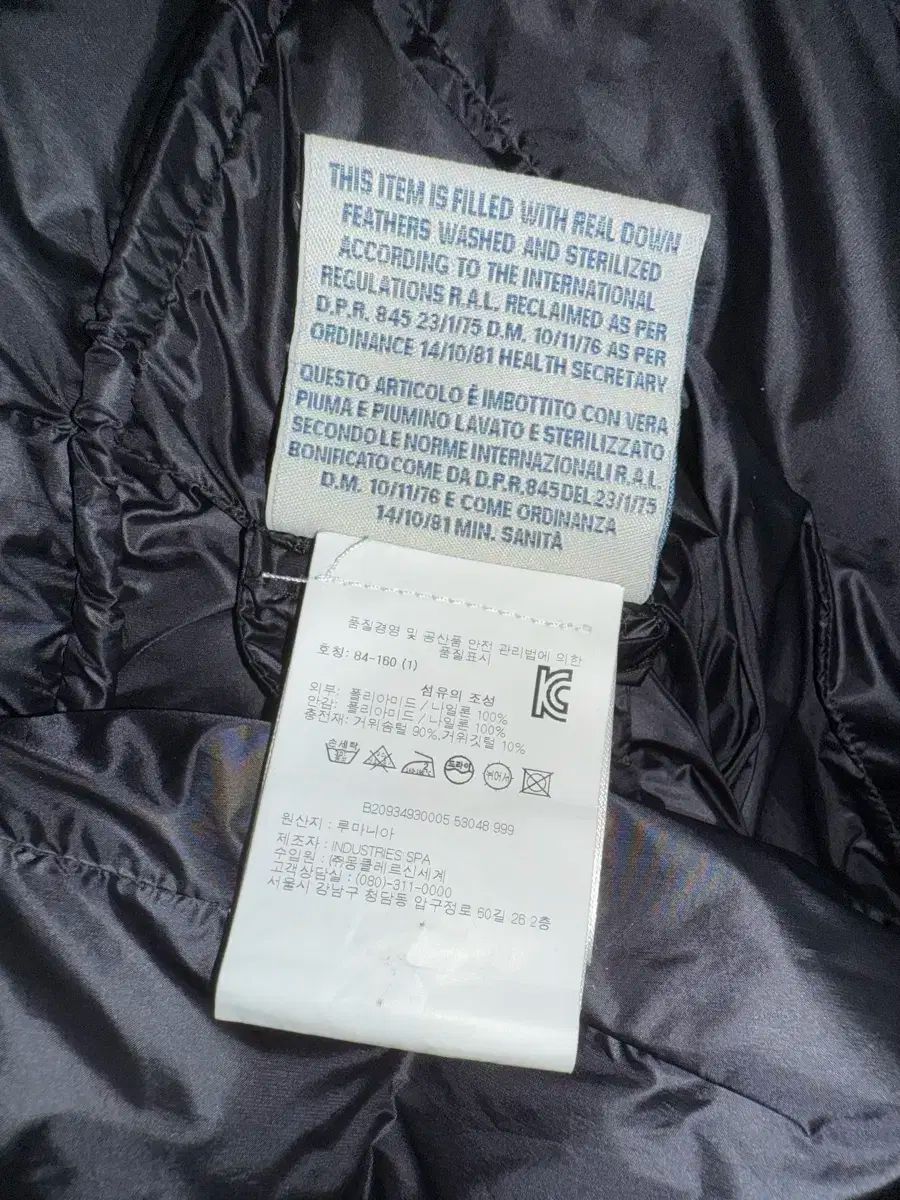 THIS ITEM IS FILLED WITH REAL DOWN
FEATHERS WASHED AND STERILIZED
ACCORDING TO THE INTERNATIONAL
REGULATIONS R.A.L. RECLAIMED AS PER
D.P.R. 845 23/1/75 D.M. 10/11/76 AS PER
ORDINANCE 14/10/81 HEALTH SECRETARY
QUESTO ARTICOLO È IMBOTTITO CON VERA
PIUMA E PIUMINO LAVATO E STERILIZZATO
SECONDO LE NORME INTERNAZIONALI R.A.L.
BONIFICATO COME DA D.P.R. 845 DEL 23/1/75
D.M. 10/11/76 E COME ORDINANZA
14/10/81 MIN. SANITÀ
품질경영 및 공산품 안전 관리법에 의한
품질표시
호칭: 84-160 (1)
섬유의 조성
외부: 폴리아미드/나일론 100%
안감: 폴리아미드/나일론 100%
충전재: 거위솜털 90%, 거위깃털 10%
손세탁
드라이
B20934930005 53048 999
원산지 : 루마니아
제조자 : INDUSTRIES SPA
수입원 : (주)몽클레르신세계
고객상담실 : (080)-311-0000
서울시 강남구 청담동 압구정로 60길 26 2층